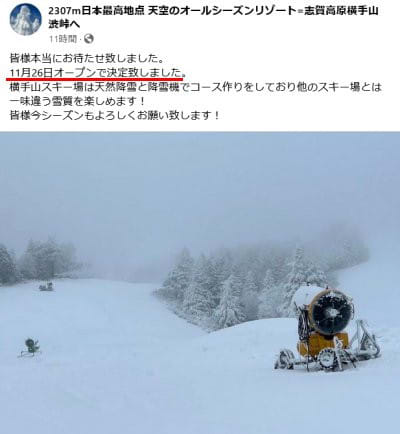 2307m日本最高地点 天空のオールシーズンリゾート=志賀高原横手山
渋峠へ
11時間 ·
皆様本当にお待たせ致しました。
11月26日オープンで決定致しました。
横手山スキー場は天然降雪と降雪機でコース作りをしており他のスキー場とは
一味違う雪質を楽しめます！
皆様今シーズンもよろしくお願い致します！